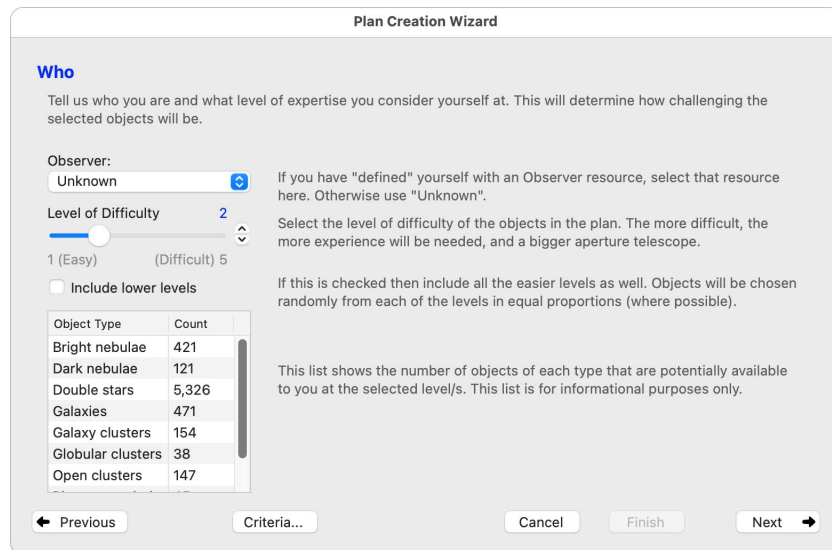 Plan Creation Wizard
Who
Tell us who you are and what level of expertise you consider yourself at. This will determine how challenging the
selected objects will be.
Observer:
Unknown
If you have "defined" yourself with an Observer resource, select that resource
here. Otherwise use "Unknown".
Level of Difficulty 2
1 (Easy) (Difficult) 5
Select the level of difficulty of the objects in the plan. The more difficult, the
more experience will be needed, and a bigger aperture telescope.
Include lower levels
If this is checked then include all the easier levels as well. Objects will be chosen
randomly from each of the levels in equal proportions (where possible).
Object Type Count
Bright nebulae 421
Dark nebulae 121
Double stars 5,326
Galaxies 471
Galaxy clusters 154
Globular clusters 38
Open clusters 147
This list shows the number of objects of each type that are potentially available
to you at the selected level/s. This list is for informational purposes only.
Previous Criteria... Cancel Finish Next